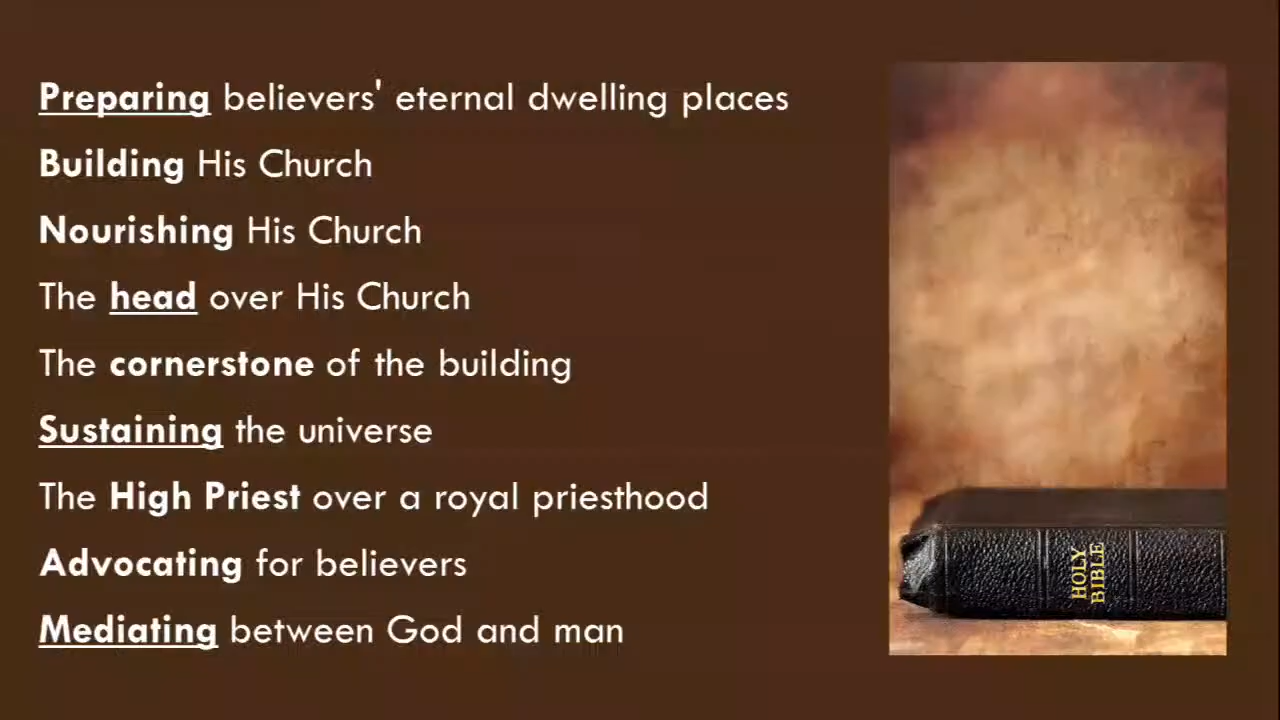 Preparing believers' eternal dwelling places
Building His Church
Nourishing His Church
The head over His Church
The cornerstone of the building
Sustaining the universe
The High Priest over a royal priesthood
Advocating for believers
Mediating between God and man
HOLY
BIBLE